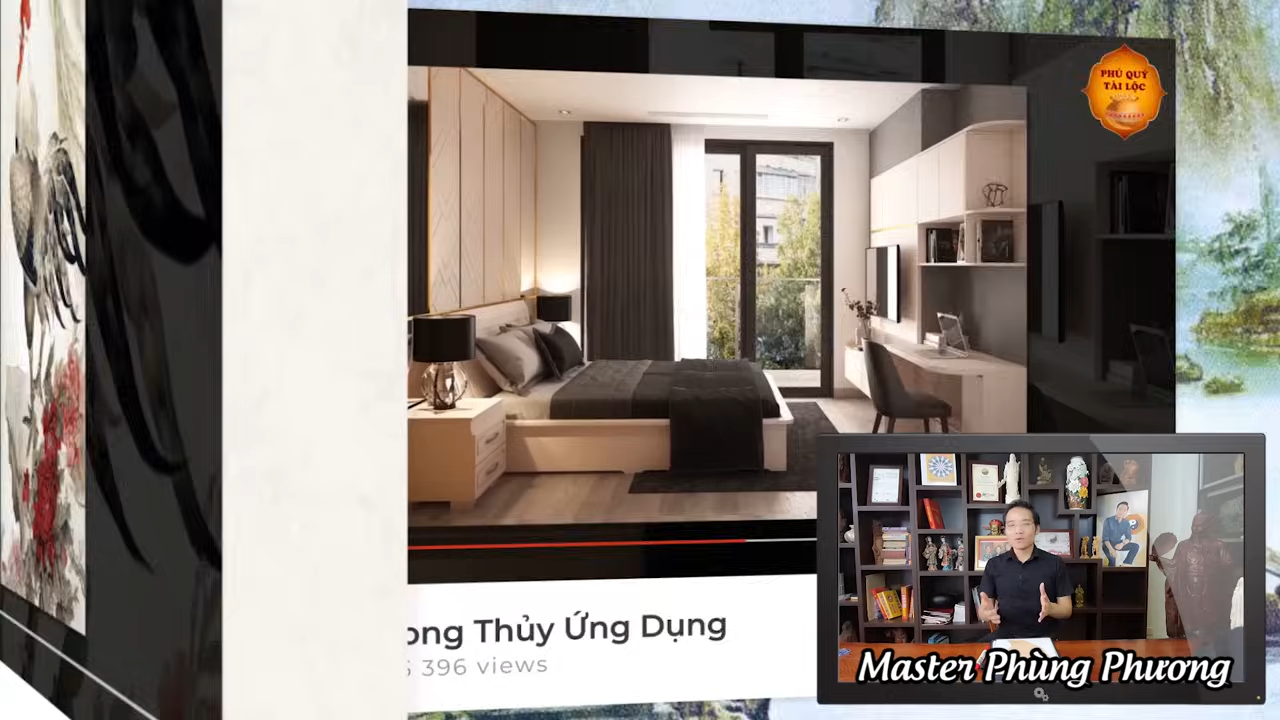 PHÚ QUÝ
TÀI LỘC
ong Thủy Ứng Dụng
396 views
Master Phùng Phương